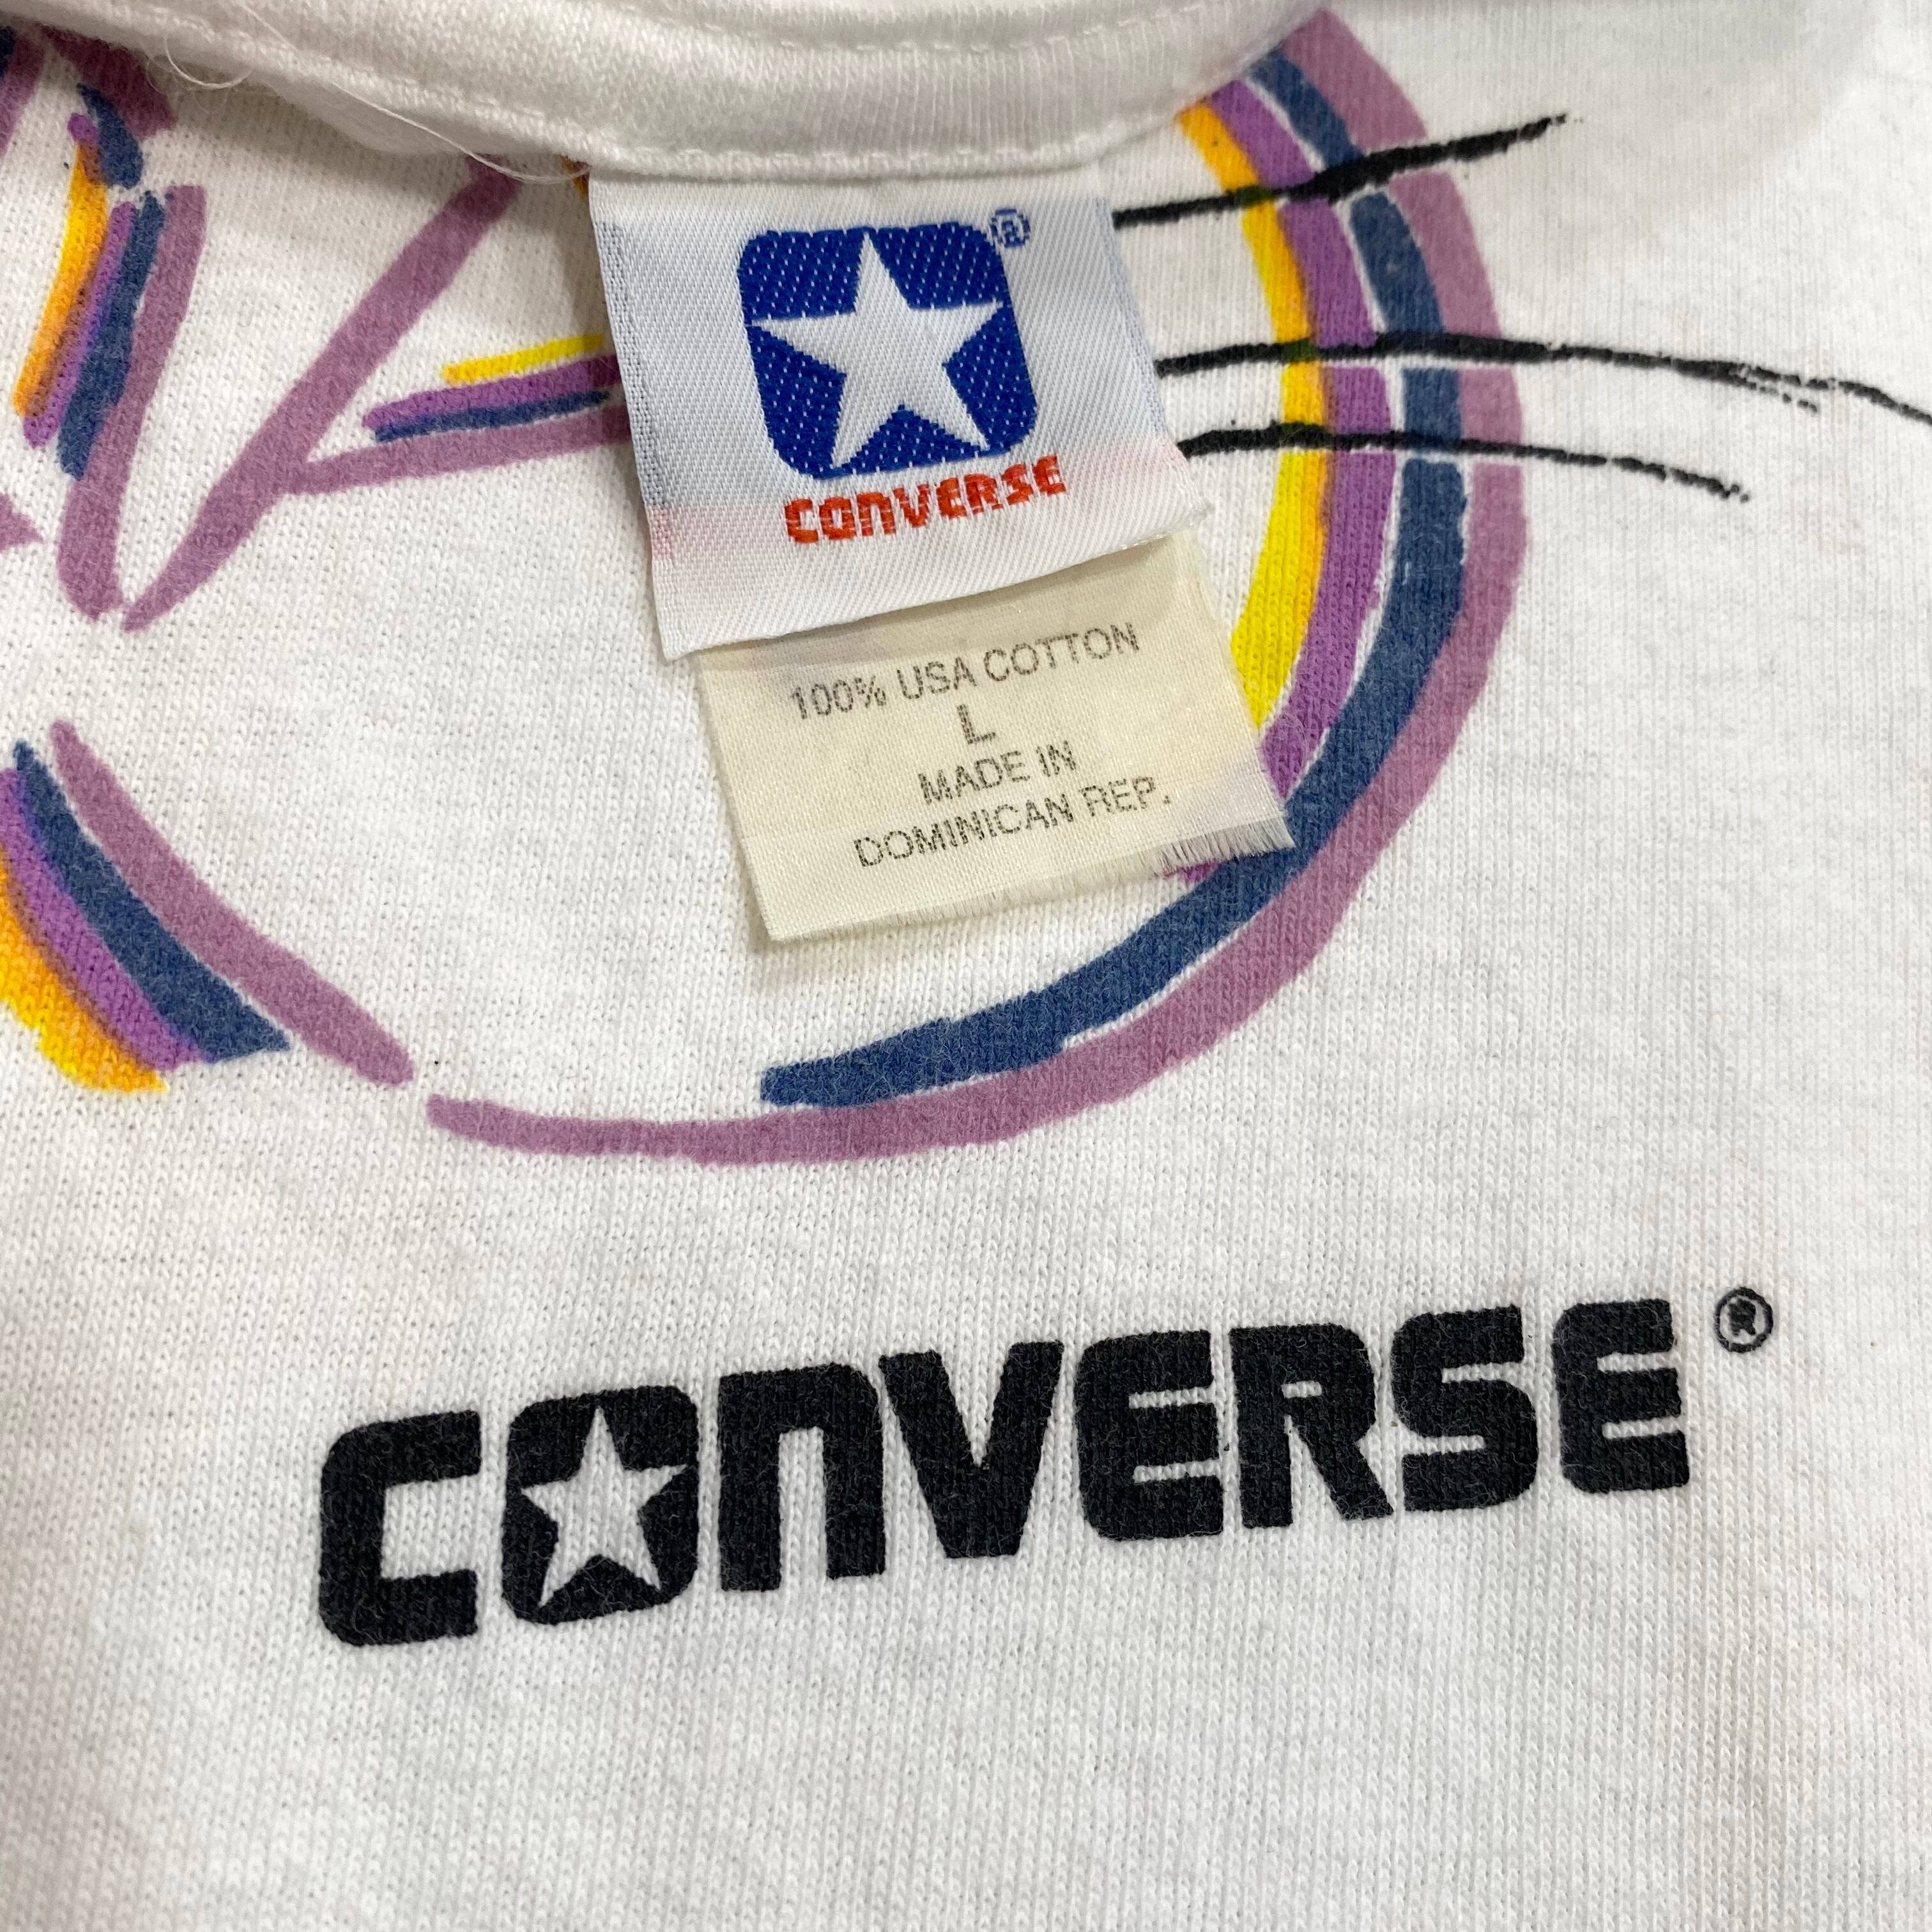 ®
CONVERSE
100% USA COTTON
L
MADE IN
DOMINICAN REP.
CONVERSE®